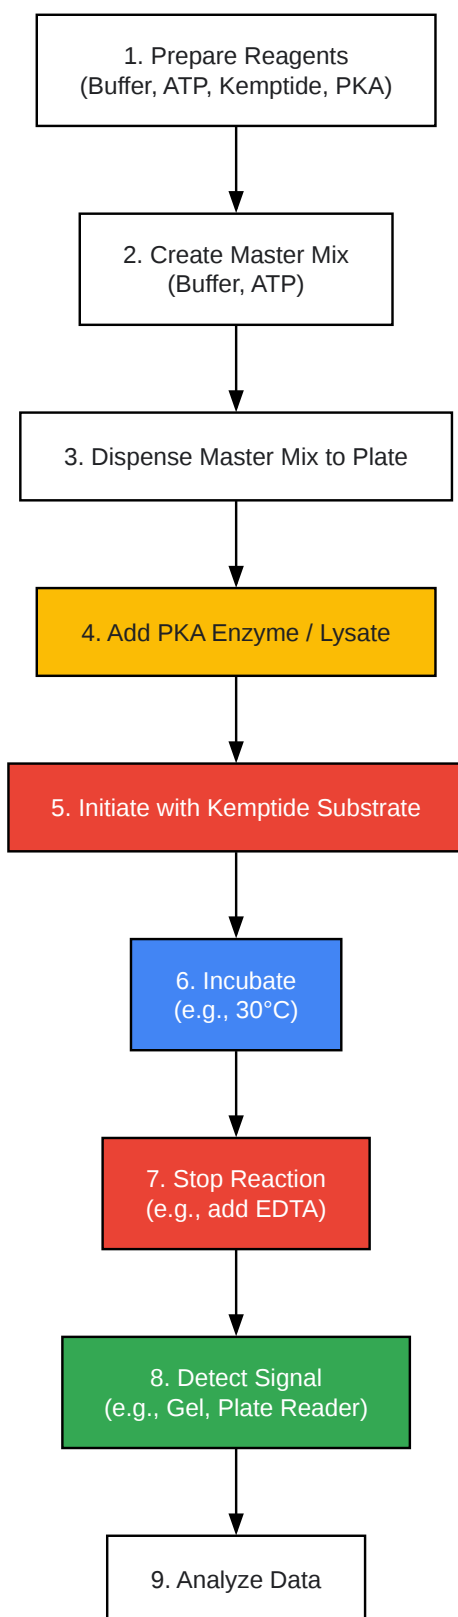 1. Prepare Reagents
(Buffer, ATP, Kemptide, PKA)
2. Create Master Mix
(Buffer, ATP)
3. Dispense Master Mix to Plate
4. Add PKA Enzyme / Lysate
5. Initiate with Kemptide Substrate
6. Incubate
(e.g., 30°C)
7. Stop Reaction
(e.g., add EDTA)
8. Detect Signal
(e.g., Gel, Plate Reader)
9. Analyze Data